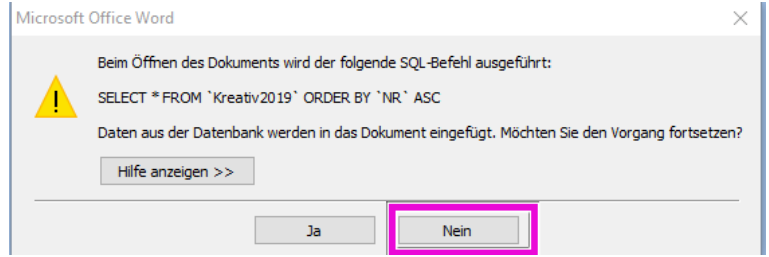 Microsoft Office Word
Beim Öffnen des Dokuments wird der folgende SQL-Befehl ausgeführt:
SELECT * FROM `Kreativ2019` ORDER BY `NR` ASC
Daten aus der Datenbank werden in das Dokument eingefügt. Möchten Sie den Vorgang fortsetzen?
Hilfe anzeigen >>
Ja Nein